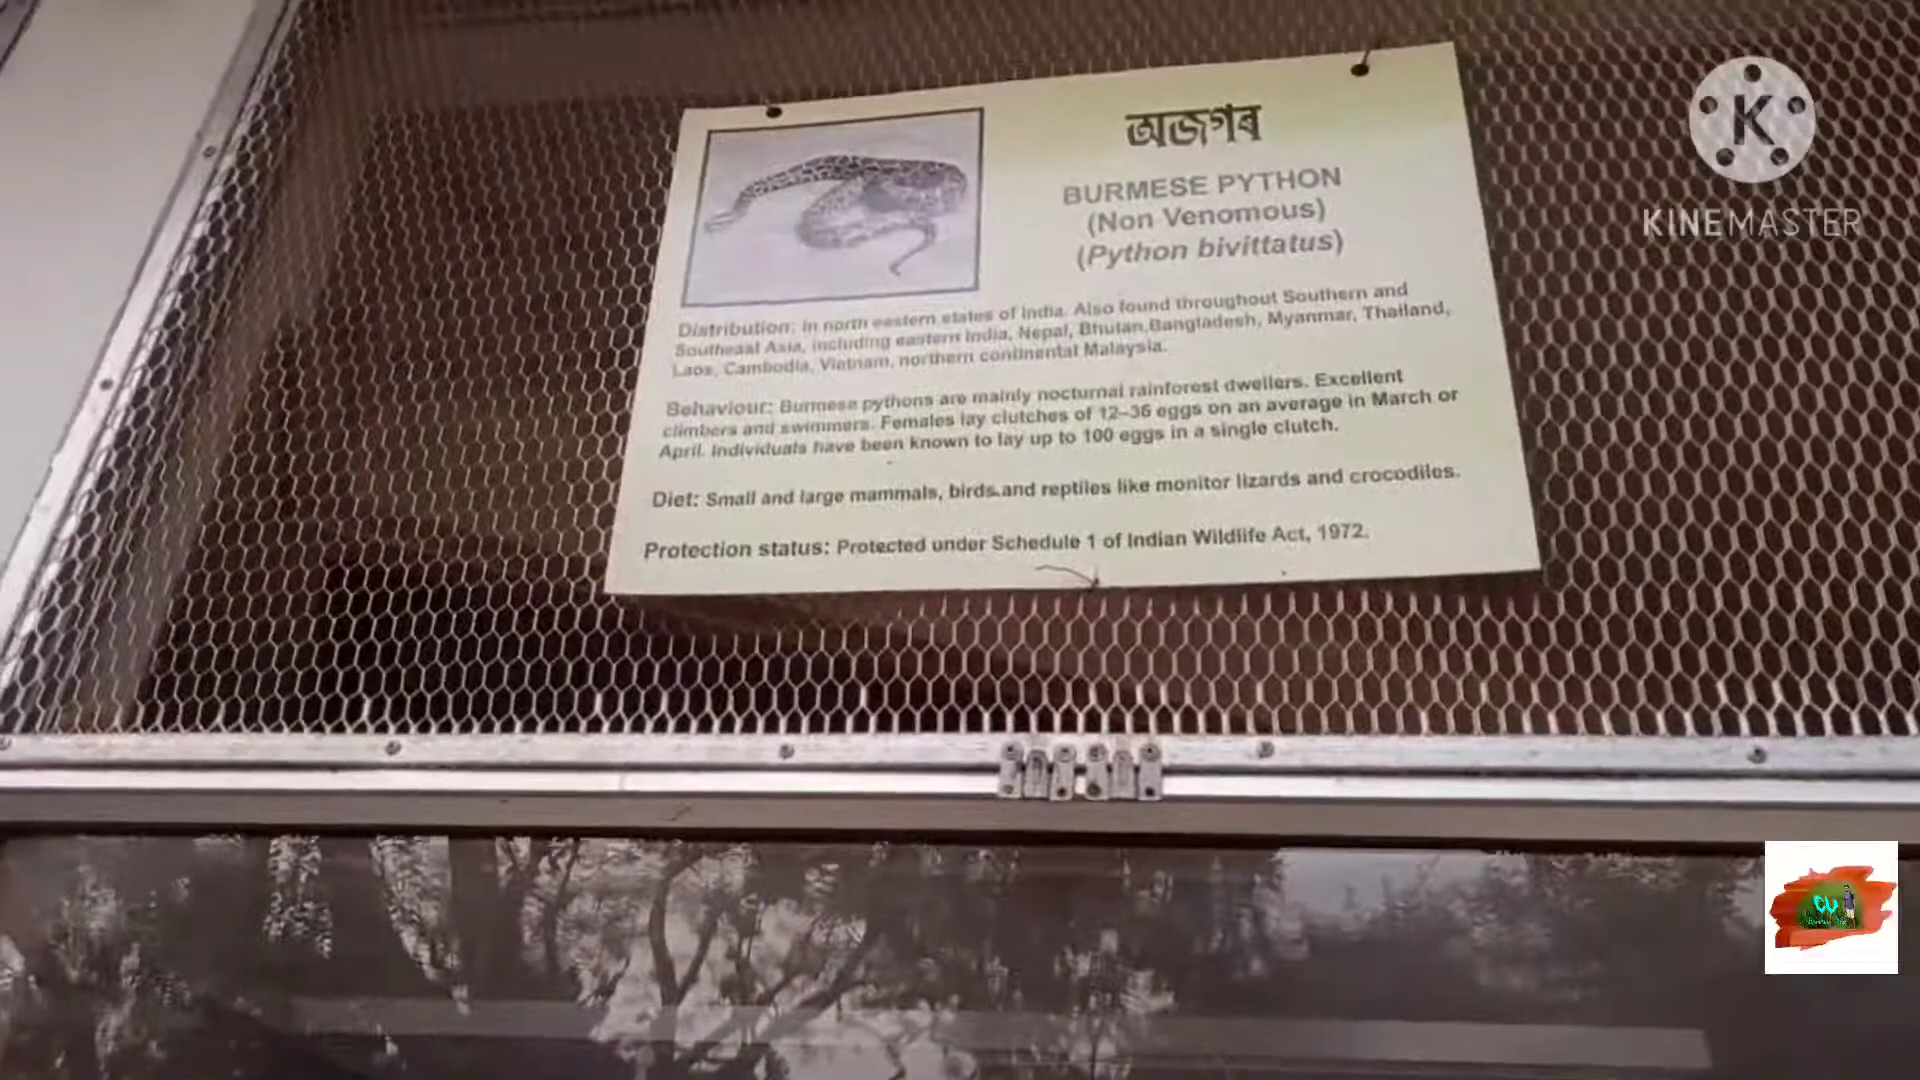 অজগৰ
BURMESE PYTHON
(Non Venomous)
(Python bivittatus)
Distribution: In north eastern states of India. Also found throughout Southern and
Southeast Asia, including eastern India, Nepal, Bhutan,Bangladesh, Myanmar, Thailand,
Laos, Cambodia, Vietnam, northern continental Malaysia.
Behaviour: Burmese pythons are mainly nocturnal rainforest dwellers. Excellent
climbers and swimmers. Females lay clutches of 12–36 eggs on an average in March or
April. Individuals have been known to lay up to 100 eggs in a single clutch.
Diet: Small and large mammals, birds and reptiles like monitor lizards and crocodiles.
Protection status: Protected under Schedule 1 of Indian Wildlife Act, 1972.
K
KINEMASTER